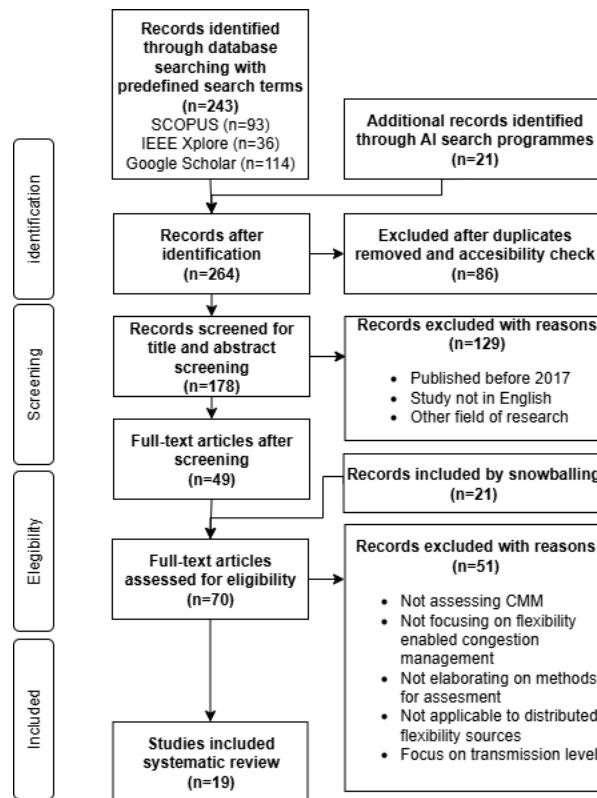 Records identified
through database
searching with
predefined search terms
(n=243)
SCOPUS (n=93)
IEEE Xplore (n=36)
Google Scholar (n=114)
Additional records identified
through AI search programmes
(n=21)
identification
Records after
identification
(n=264)
Excluded after duplicates
removed and accesibility check
(n=86)
Screening
Records screened for
title and abstract
screening
(n=178)
Records excluded with reasons
(n=129)
• Published before 2017
• Study not in English
• Other field of research
Full-text articles after
screening
(n=49)
Records included by snowballing
(n=21)
Elegibility
Full-text articles
assessed for eligibility
(n=70)
Records excluded with reasons
(n=51)
• Not assessing CMM
• Not focusing on flexibility
enabled congestion
management
• Not elaborating on methods
for assesment
• Not applicable to distributed
flexibility sources
• Focus on transmission level
Included
Studies included
systematic review
(n=19)